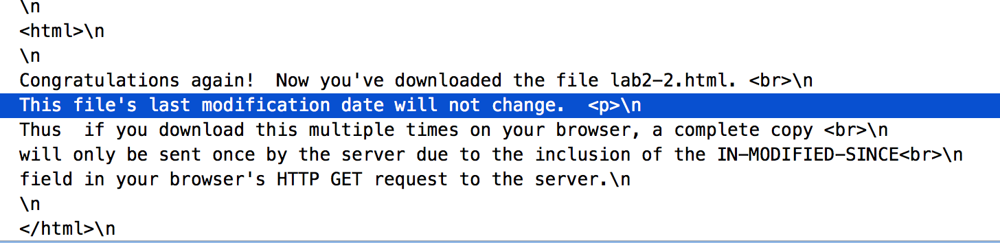 \n
<html>\n
\n
Congratulations again!  Now you've downloaded the file lab2-2.html. <br>\n
This file's last modification date will not change.  <p>\n
Thus  if you download this multiple times on your browser, a complete copy <br>\n
will only be sent once by the server due to the inclusion of the IN-MODIFIED-SINCE<br>\n
field in your browser's HTTP GET request to the server.\n
\n
</html>\n